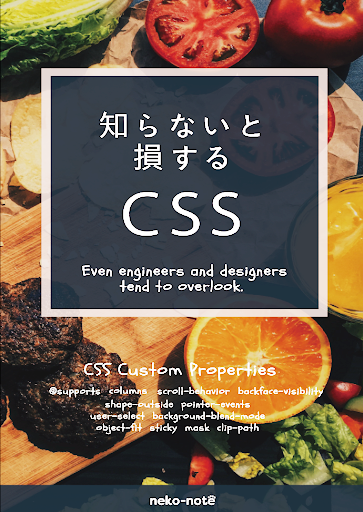 知らないと
損する
CSS
Even engineers and designers
tend to overlook.
CSS Custom Properties
@supports columns scroll-behavior backface-visibility
shape-outside pointer-events
user-select background-blend-mode
object-fit sticky mask clip-path
neko-note